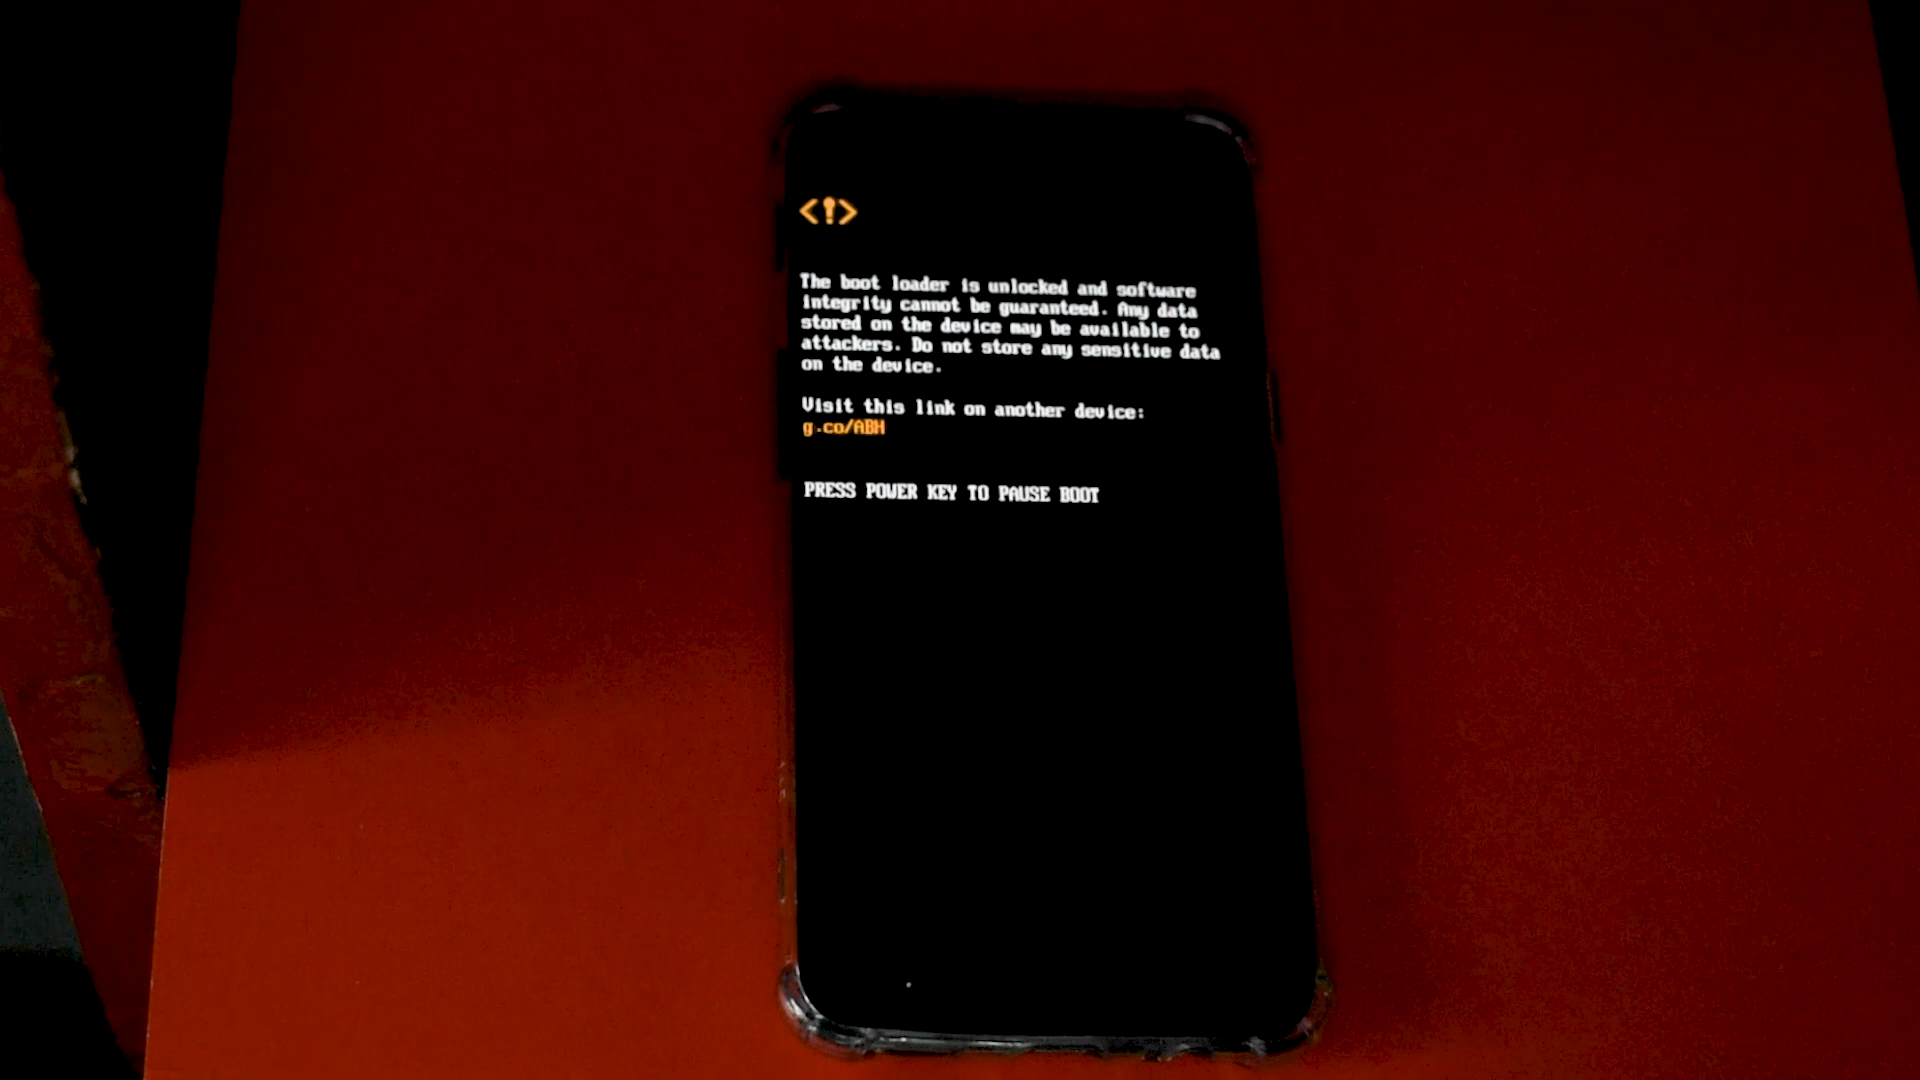 <!>
The boot loader is unlocked and software
integrity cannot be guaranteed. Any data
stored on the device may be available to
attackers. Do not store any sensitive data
on the device.
Visit this link on another device:
g.co/ABH
PRESS POWER KEY TO PAUSE BOOT